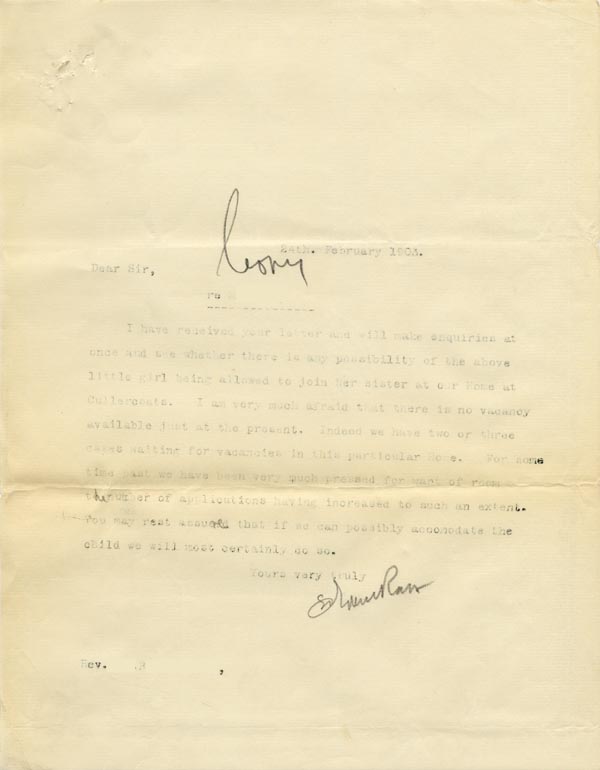 24th. February 1903.
Copy
Dear Sir,
re
I have received your letter and will make enquiries at
once and see whether there is any possibility of the above
little girl being allowed to join her sister at our Home at
Cullercoats. I am very much afraid that there is no vacancy
available just at the present. Indeed we have two or three
cases waiting for vacancies in this particular Home. For some
time past we have been very much pressed for want of room
the number of applications having increased to such an extent.
You may rest assured that if we can possibly accomodate the
child we will most certainly do so.
Yours very truly
Rev. ,